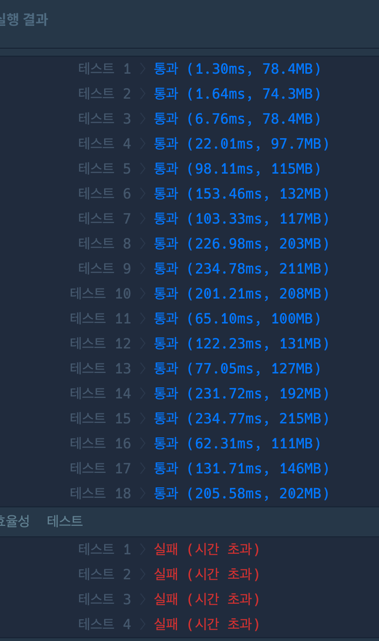 실행 결과
테스트 1 > 통과 (1.30ms, 78.4MB)
테스트 2 > 통과 (1.64ms, 74.3MB)
테스트 3 > 통과 (6.76ms, 78.4MB)
테스트 4 > 통과 (22.01ms, 97.7MB)
테스트 5 > 통과 (98.11ms, 115MB)
테스트 6 > 통과 (153.46ms, 132MB)
테스트 7 > 통과 (103.33ms, 117MB)
테스트 8 > 통과 (226.98ms, 203MB)
테스트 9 > 통과 (234.78ms, 211MB)
테스트 10 > 통과 (201.21ms, 208MB)
테스트 11 > 통과 (65.10ms, 100MB)
테스트 12 > 통과 (122.23ms, 131MB)
테스트 13 > 통과 (77.05ms, 127MB)
테스트 14 > 통과 (231.72ms, 192MB)
테스트 15 > 통과 (234.77ms, 215MB)
테스트 16 > 통과 (62.31ms, 111MB)
테스트 17 > 통과 (131.71ms, 146MB)
테스트 18 > 통과 (205.58ms, 202MB)
효율성 테스트
테스트 1 > 실패 (시간 초과)
테스트 2 > 실패 (시간 초과)
테스트 3 > 실패 (시간 초과)
테스트 4 > 실패 (시간 초과)